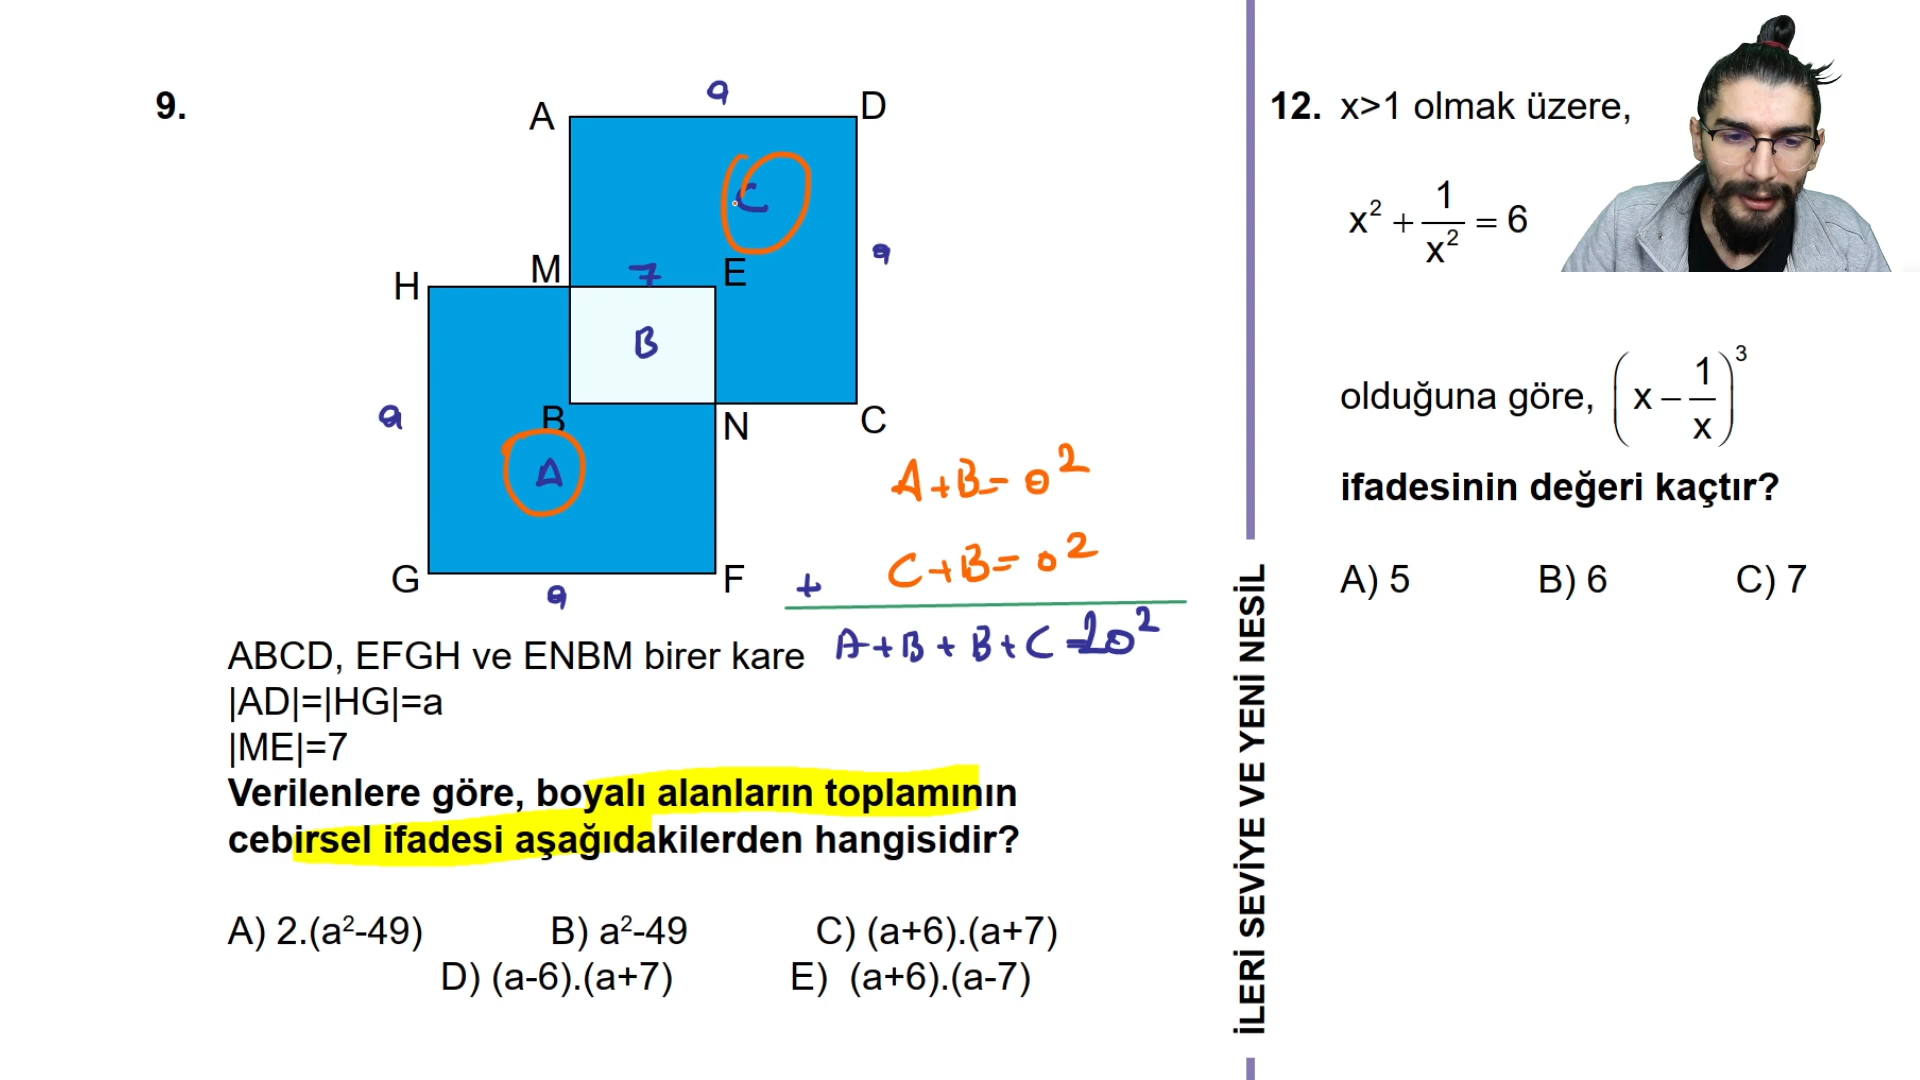 9.
a
A
D
C
a
M
7
E
H
B
a
B
N
C
A
G
F
a
A+B=a²
C+B=a²
+
A+B+B+C=2a²
ABCD, EFGH ve ENBM birer kare
|AD|=|HG|=a
|ME|=7
Verilenlere göre, boyalı alanların toplamının
cebirsel ifadesi aşağıdakilerden hangisidir?
A) 2.(a²-49) B) a²-49 C) (a+6).(a+7)
D) (a-6).(a+7) E) (a+6).(a-7)
İLERİ SEVİYE VE YENİ NESİL
12. x>1 olmak üzere,
x² + 1/x² = 6
olduğuna göre, (x − 1/x)³
ifadesinin değeri kaçtır?
A) 5 B) 6 C) 7